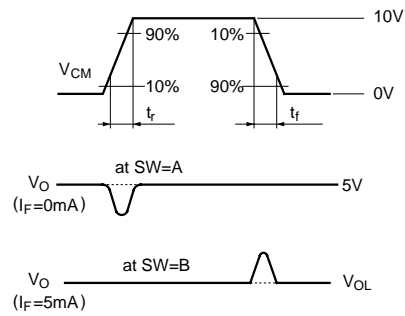 10V
90% 10%
V_CM
10% 90%
0V
t_r t_f
at SW=A
V_O 5V
(I_F=0mA)
at SW=B
V_O V_OL
(I_F=5mA)